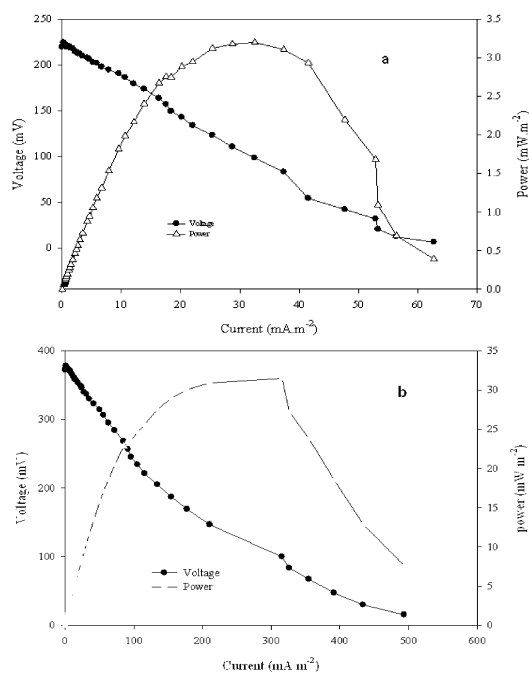 250
200
150
100
50
0
Voltage (mV)
3.5
3.0
2.5
2.0
1.5
1.0
0.5
0.0
Power (mW.m-2)
a
Voltage
Power
0 10 20 30 40 50 60 70
Current (mA.m-2)
400
300
200
100
0
Voltage (mV)
35
30
25
20
15
10
5
0
power (mW m-2)
b
Voltage
Power
0 100 200 300 400 500 600
Current (mA m-2)